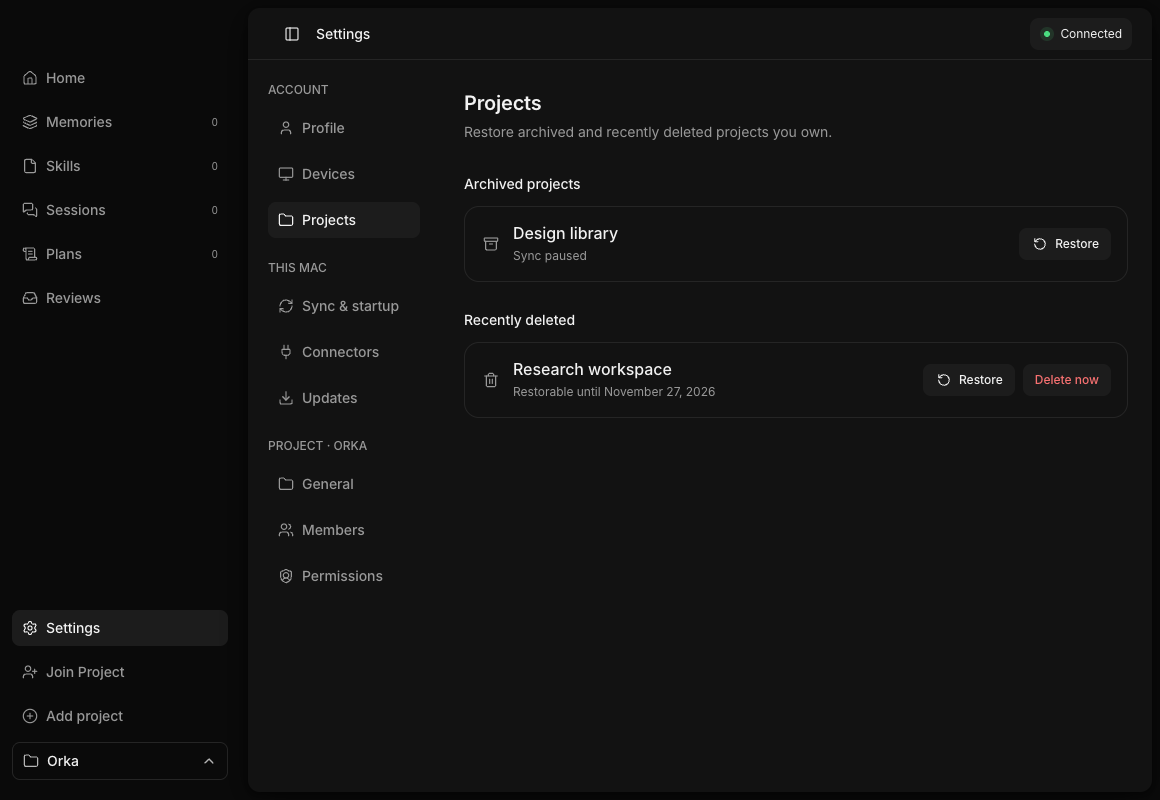 Home
Memories 0
Skills 0
Sessions 0
Plans 0
Reviews
Settings
Join Project
Add project
Orka
Settings
Connected
ACCOUNT
Profile
Devices
Projects
THIS MAC
Sync & startup
Connectors
Updates
PROJECT · ORKA
General
Members
Permissions
Projects
Restore archived and recently deleted projects you own.
Archived projects
Design library
Sync paused
Restore
Recently deleted
Research workspace
Restorable until November 27, 2026
Restore
Delete now